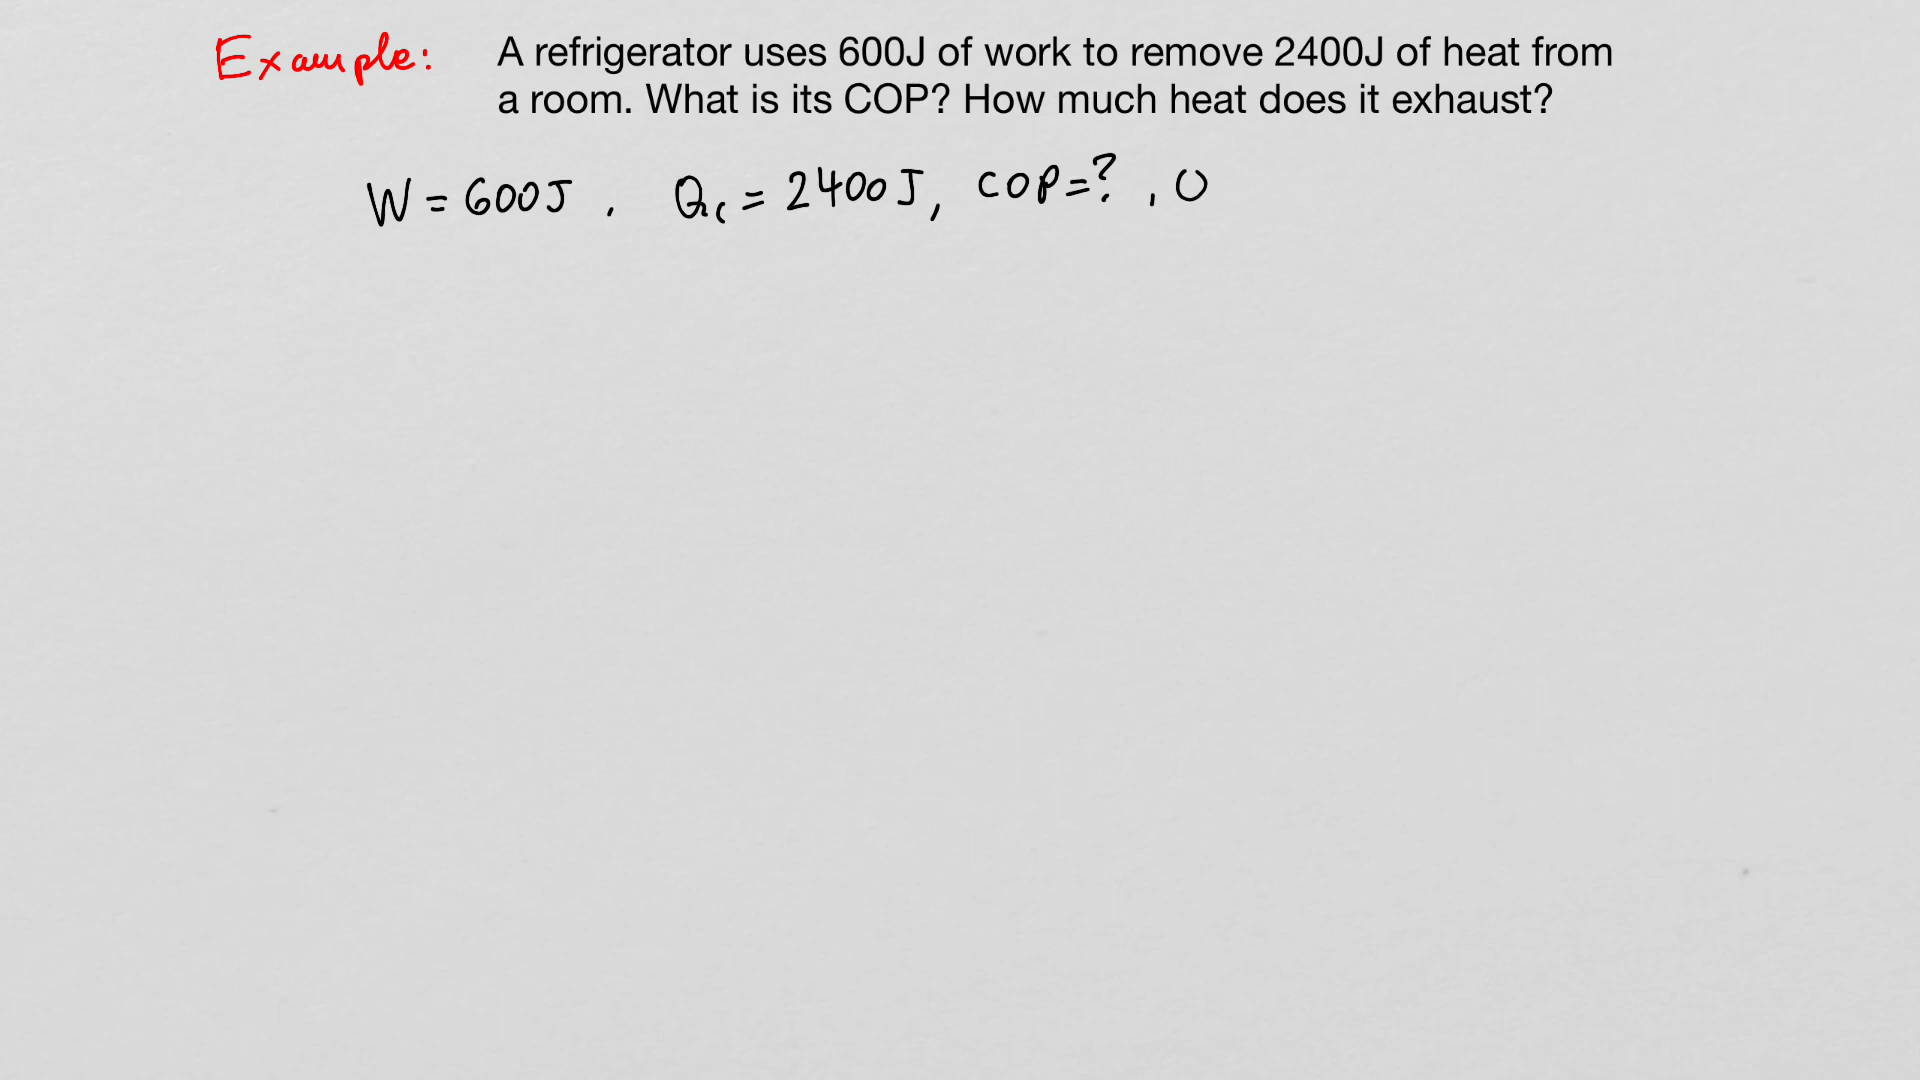 Example: A refrigerator uses 600J of work to remove 2400J of heat from
a room. What is its COP? How much heat does it exhaust?
W = 600J , Qc = 2400J, COP=? ,